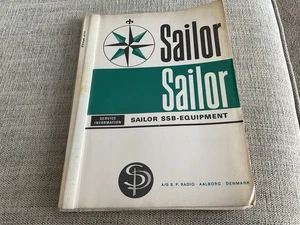 Sailor
Sailor
SERVICE
INFORMATION
SAILOR SSB-EQUIPMENT
SP
A/S S. P. RADIO · AALBORG · DENMARK